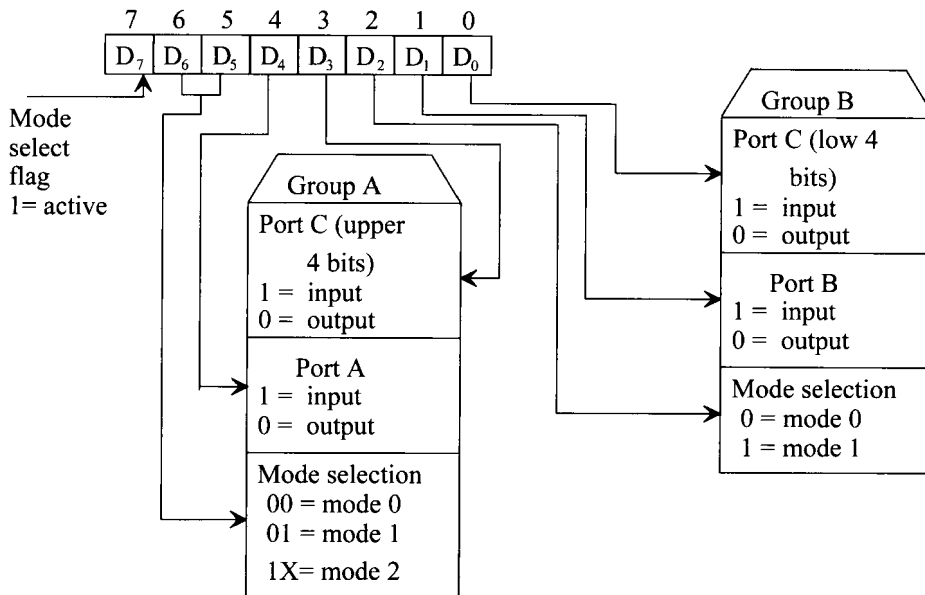 7 6 5 4 3 2 1 0
D7 D6 D5 D4 D3 D2 D1 D0
Mode
select
flag
1= active
Group A
Port C (upper
4 bits)
1 = input
0 = output
Port A
1 = input
0 = output
Mode selection
00 = mode 0
01 = mode 1
1X= mode 2
Group B
Port C (low 4
bits)
1 = input
0 = output
Port B
1 = input
0 = output
Mode selection
0 = mode 0
1 = mode 1